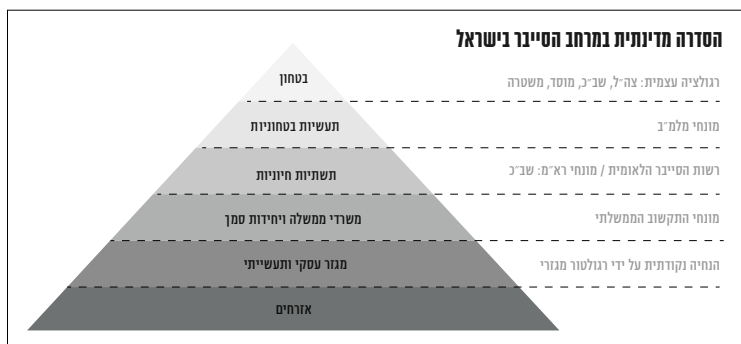 הסדרה מדינתית במרחב הסייבר בישראל
רגולציה עצמית: צה״ל, שב״כ, מוסד, משטרה
בטחון
מונחי מלמ״ב
תעשיות בטחוניות
רשות הסייבר הלאומית / מונחי רא״מ: שב״כ
תשתיות חיוניות
מונחי התקשוב הממשלתי
משרדי ממשלה ויחידות סמך
הנחיה נקודתית על ידי רגולטור מגזרי
מגזר עסקי ותעשייתי
אזרחים